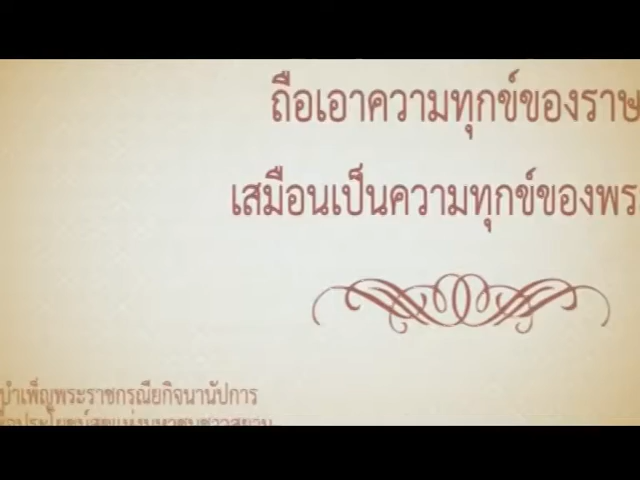 ถือเอาความทุกข์ของราษ
เสมือนเป็นความทุกข์ของพร
บำเพ็ญพระราชกรณียกิจนานัปการ